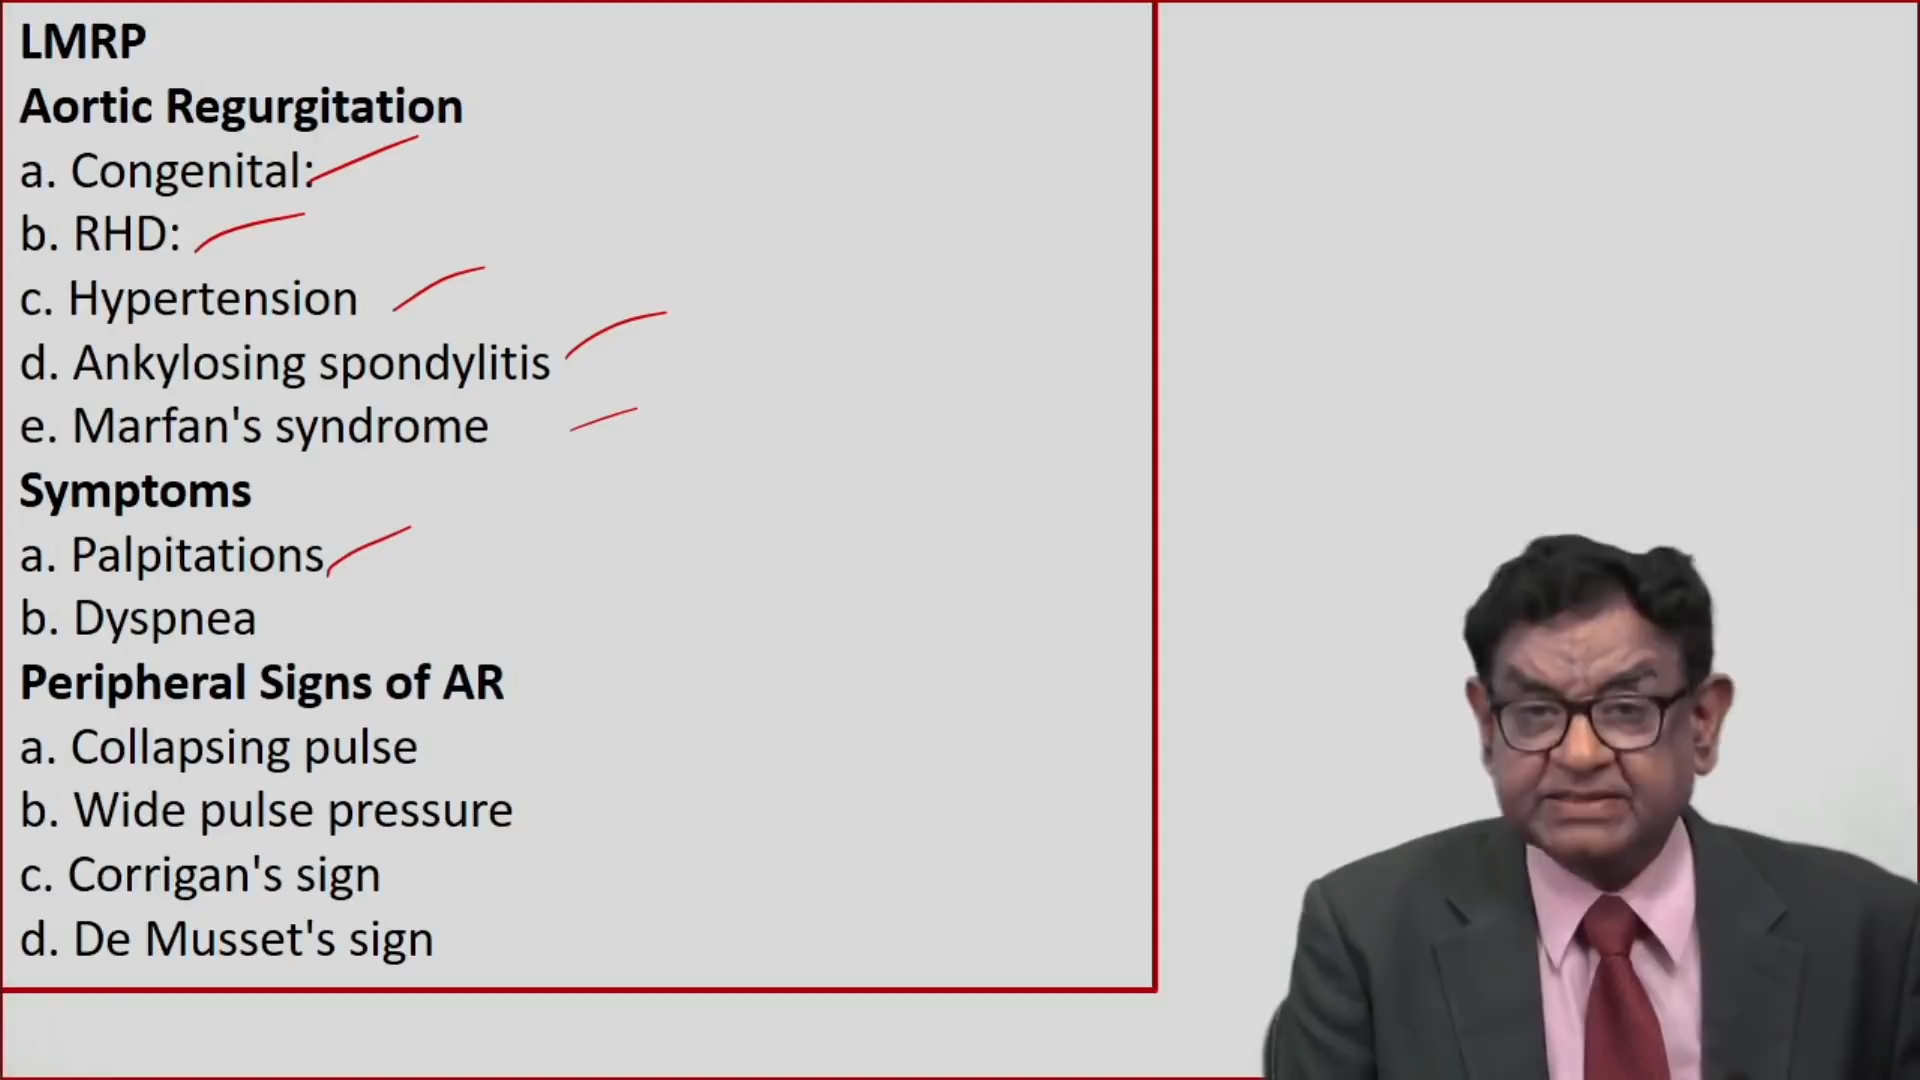 LMRP
Aortic Regurgitation
a. Congenital:
b. RHD:
c. Hypertension
d. Ankylosing spondylitis
e. Marfan's syndrome
Symptoms
a. Palpitations
b. Dyspnea
Peripheral Signs of AR
a. Collapsing pulse
b. Wide pulse pressure
c. Corrigan's sign
d. De Musset's sign